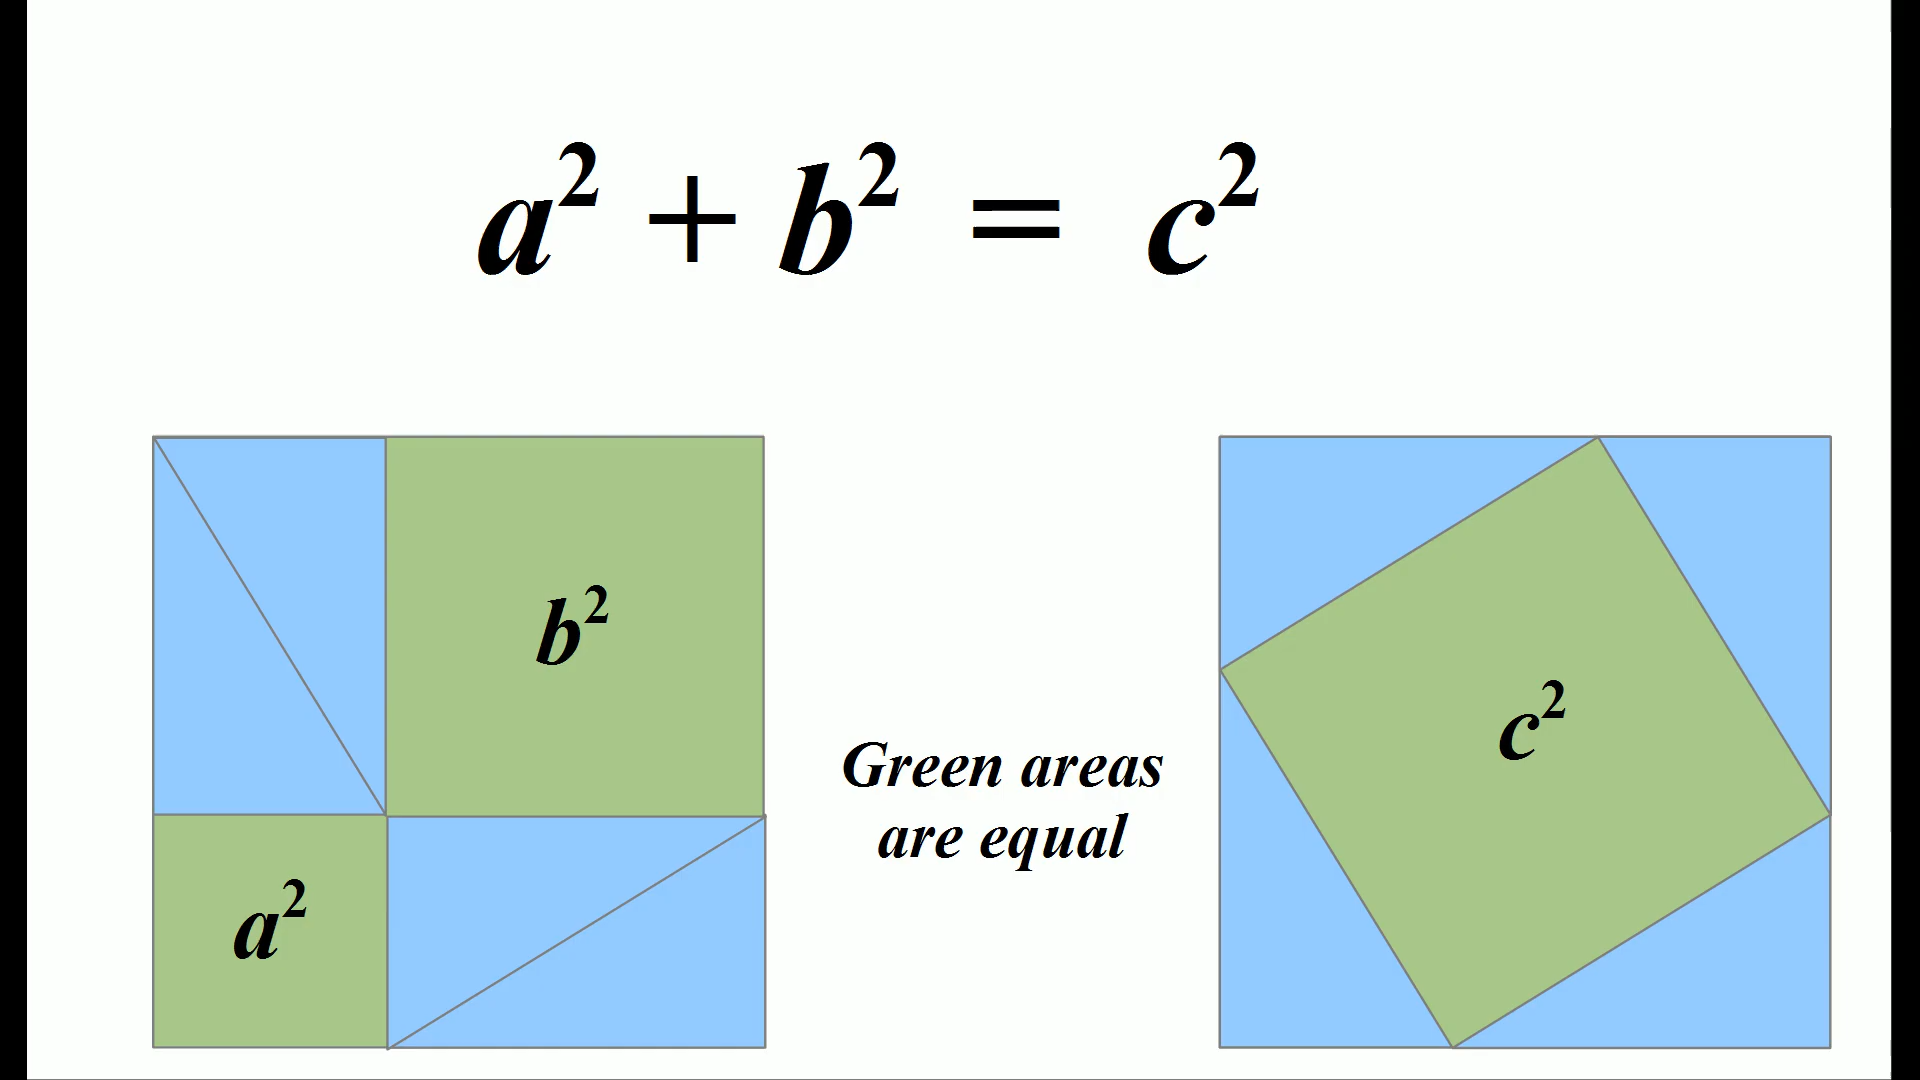 a² + b² = c²
b²
a²
Green areas
are equal
c²